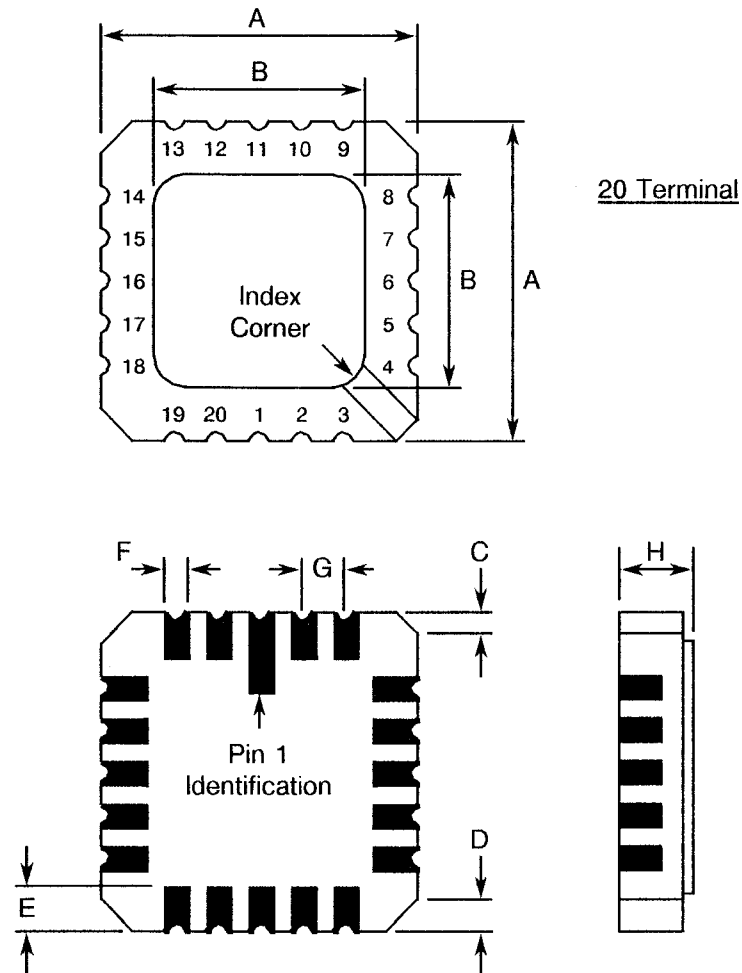 A
B
13 12 11 10 9
20 Terminal
14 8
15 7
B A
16 6
Index
Corner
17 5
18 4
19 20 1 2 3
F G C H
Pin 1
Identification
D
E